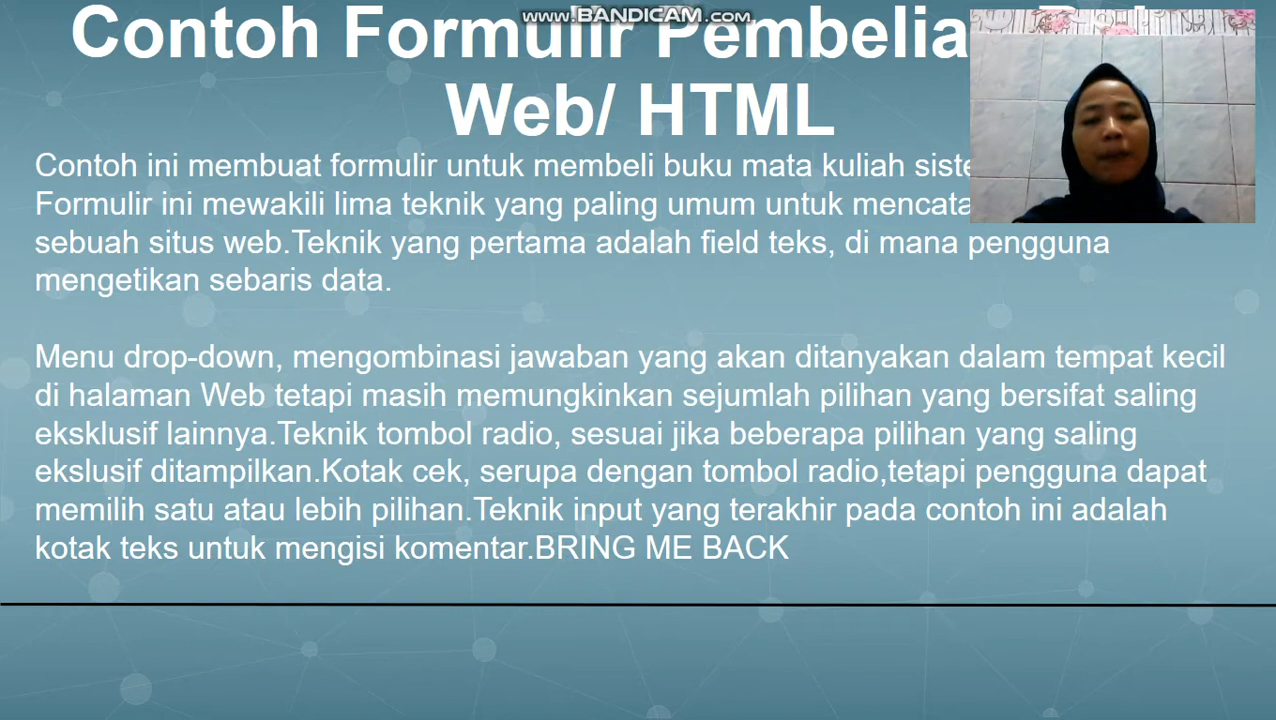 www.BANDICAM.com
Contoh Formulir
Web/ HTML
Contoh ini membuat formulir untuk membeli buku mata kuliah
Formulir ini mewakili lima teknik yang paling umum untuk
sebuah situs web.Teknik yang pertama adalah field teks, di mana pengguna
mengetikan sebaris data.
Menu drop-down, mengombinasi jawaban yang akan ditanyakan dalam tempat kecil
di halaman Web tetapi masih memungkinkan sejumlah pilihan yang bersifat saling
eksklusif lainnya.Teknik tombol radio, sesuai jika beberapa pilihan yang saling
ekslusif ditampilkan.Kotak cek, serupa dengan tombol radio,tetapi pengguna dapat
memilih satu atau lebih pilihan.Teknik input yang terakhir pada contoh ini adalah
kotak teks untuk mengisi komentar.BRING ME BACK